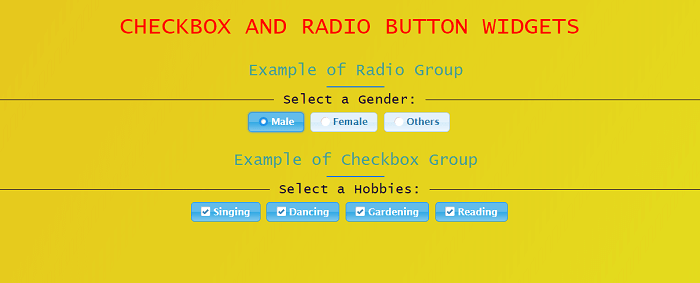 CHECKBOX AND RADIO BUTTON WIDGETS
Example of Radio Group
Select a Gender:
Male Female Others
Example of Checkbox Group
Select a Hobbies:
Singing Dancing Gardening Reading